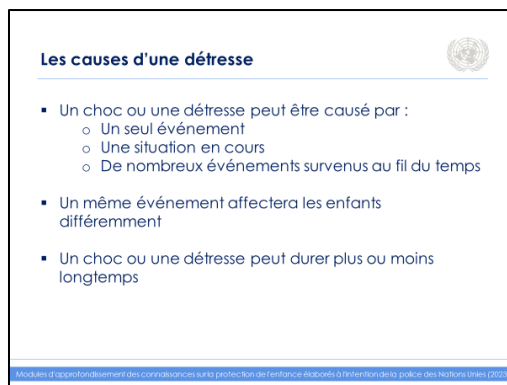 Les causes d'une détresse
▪ Un choc ou une détresse peut être causé par :
o Un seul événement
o Une situation en cours
o De nombreux événements survenus au fil du temps
▪ Un même événement affectera les enfants
différemment
▪ Un choc ou une détresse peut durer plus ou moins
longtemps
Modules d'approfondissement des connaissances sur la protection de l'enfance élaborés à l'intention de la police des Nations Unies (2023